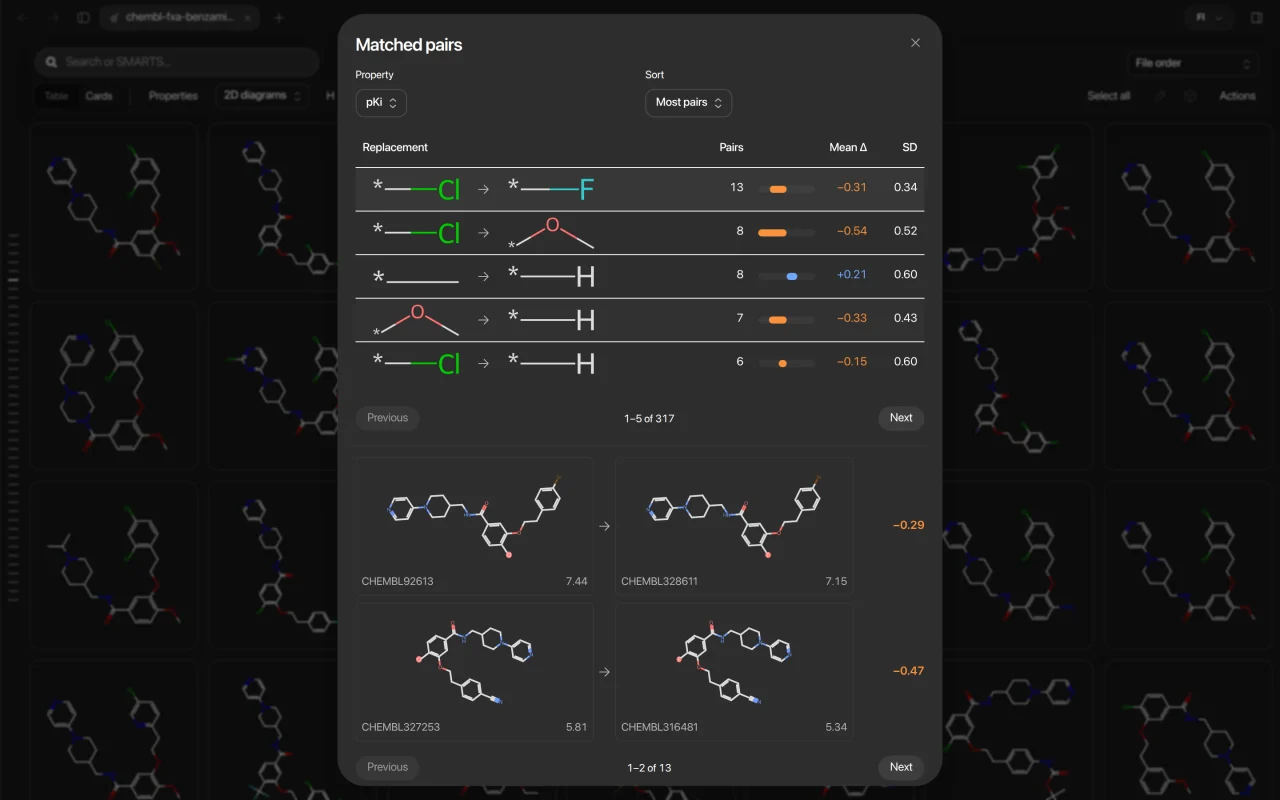 chembl-fxa-benzami...
FI
Search or SMARTS...
File order
Table
Cards
Properties
2D diagrams
H
Select all
Actions
Matched pairs
Property
Sort
pKi
Most pairs
Replacement
Pairs
Mean Δ
SD
* Cl → * F 13 −0.31 0.34
* Cl → * O 8 −0.54 0.52
* → * H 8 +0.21 0.60
* O → * H 7 −0.33 0.43
* Cl → * H 6 −0.15 0.60
Previous
1–5 of 317
Next
→
−0.29
CHEMBL92613
7.44
CHEMBL328611
7.15
→
−0.47
CHEMBL327253
5.81
CHEMBL316481
5.34
Previous
1–2 of 13
Next